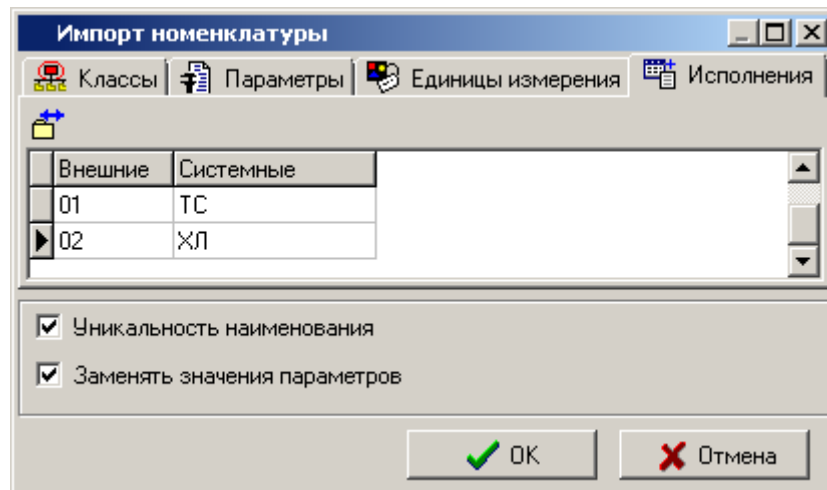 Импорт номенклатуры
Классы Параметры Единицы измерения Исполнения
Внешние Системные
01 ТС
02 ХЛ
Уникальность наименования
Заменять значения параметров
OK Отмена